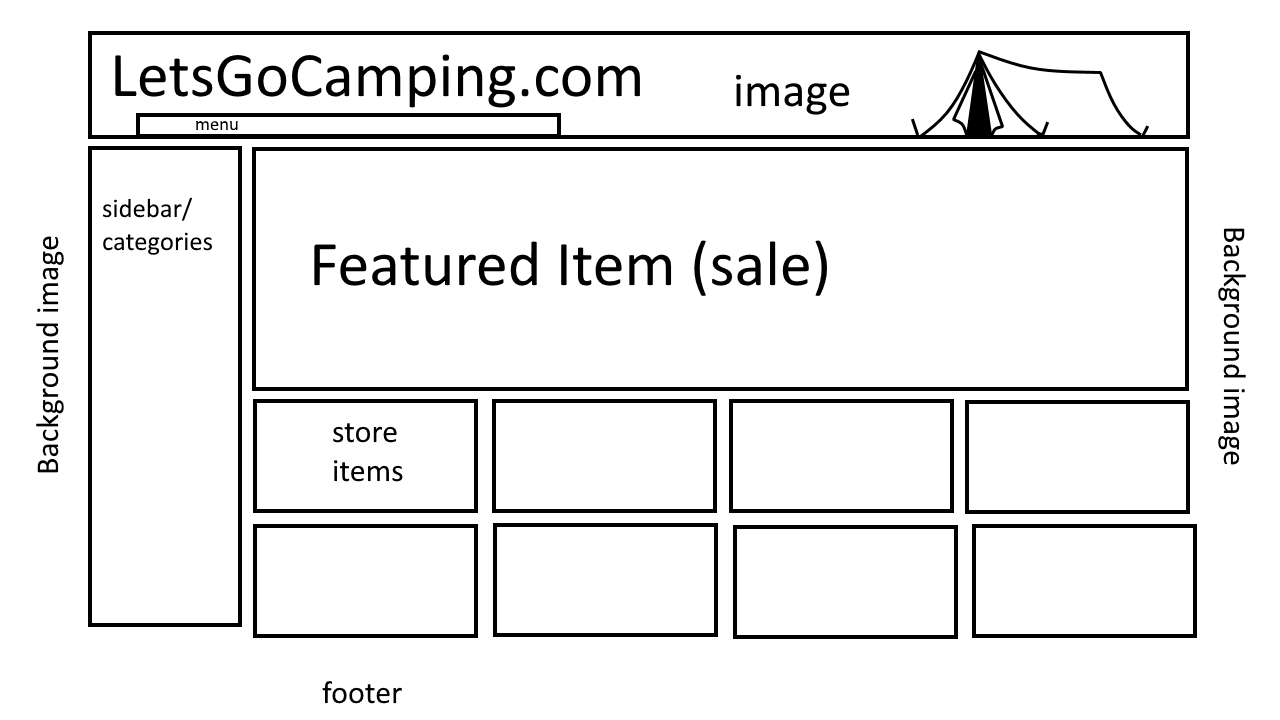 LetsGoCamping.com
image
menu
sidebar/
categories
Background image
Featured Item (sale)
Background image
store
items
footer